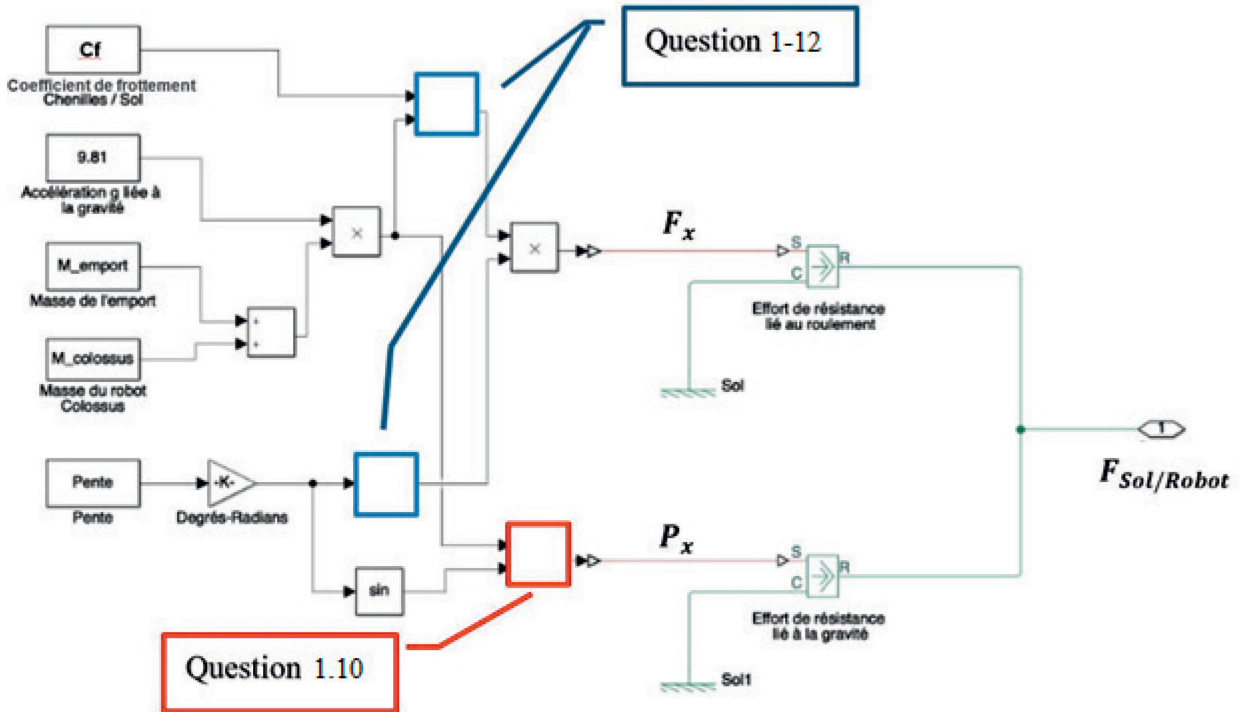 Cf
Coefficient de frottement
Chenilles / Sol
Question 1-12
9.81
Accélération g liée à
la gravité
×
×
M_emport
Masse de l'emport
+
+
M_colossus
Masse du robot
Colossus
F_x
S
C
R
Effort de résistance
lié au roulement
Sol
1
F_Sol/Robot
Pente
Pente
-K-
Degrés-Radians
sin
P_x
S
C
R
Effort de résistance
lié à la gravité
Sol1
Question 1.10